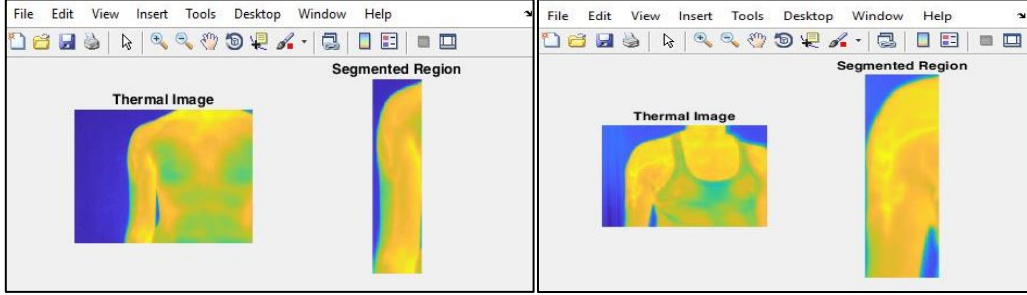 File Edit View Insert Tools Desktop Window Help
Segmented Region
Thermal Image
File Edit View Insert Tools Desktop Window Help
Segmented Region
Thermal Image